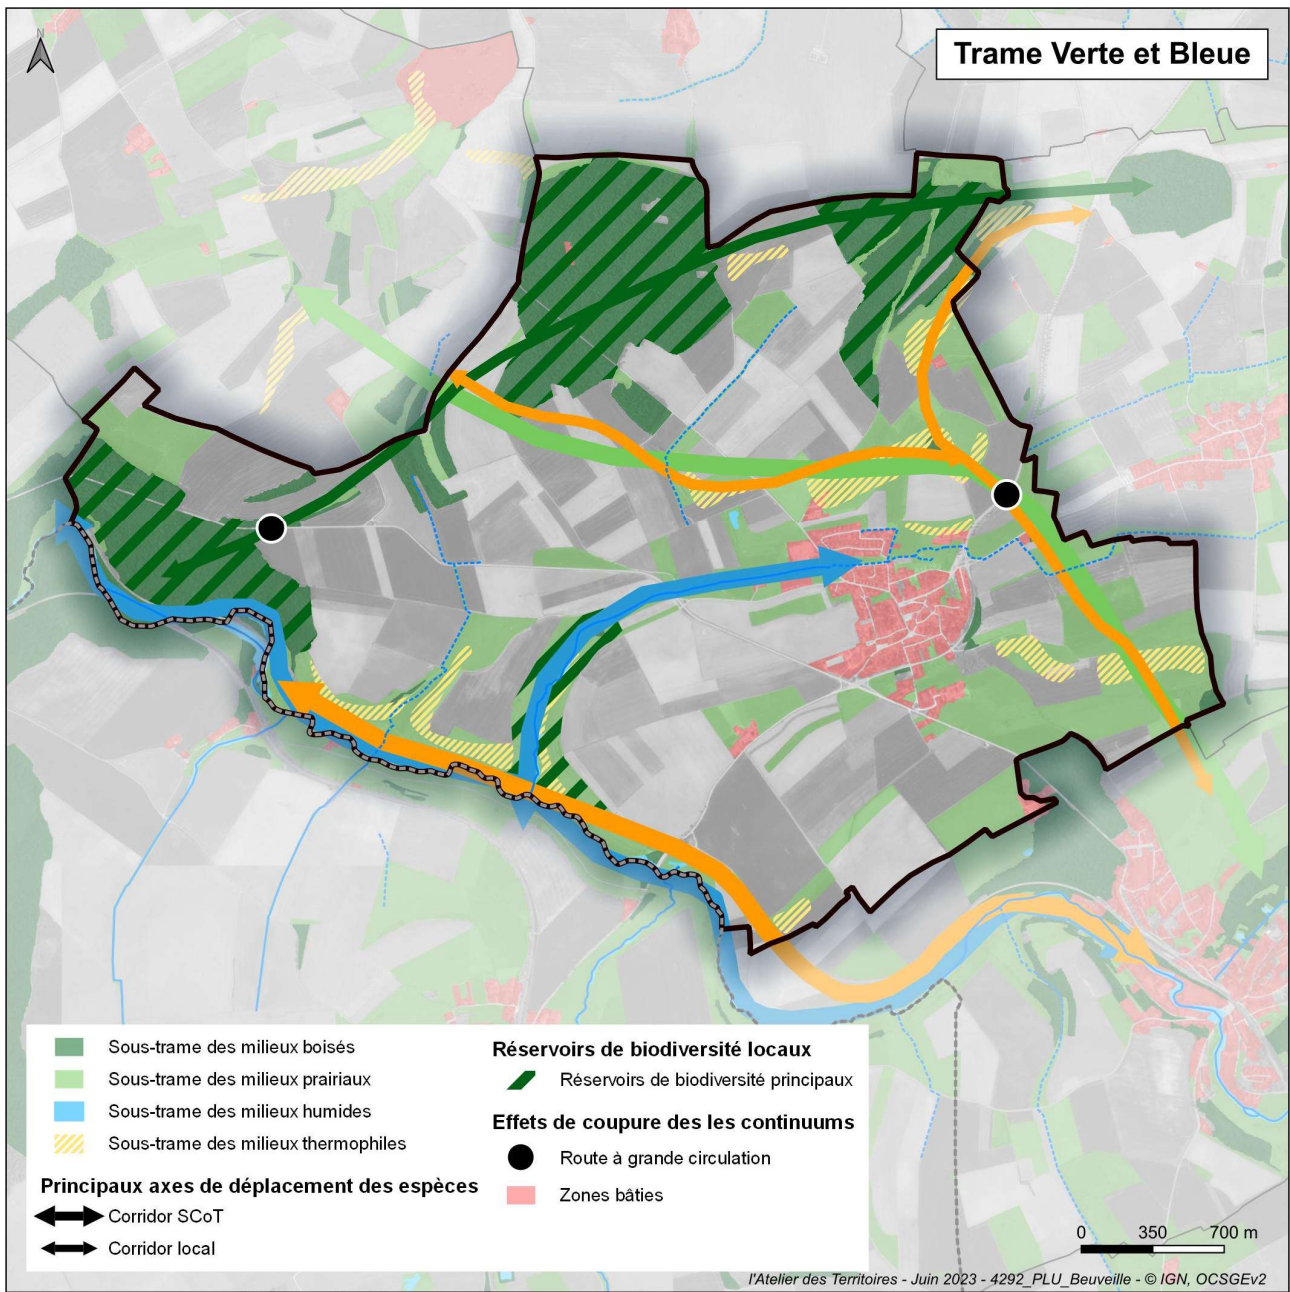 N
Trame Verte et Bleue
Sous-trame des milieux boisés
Sous-trame des milieux prairiaux
Sous-trame des milieux humides
Sous-trame des milieux thermophiles
Principaux axes de déplacement des espèces
Corridor SCoT
Corridor local
Réservoirs de biodiversité locaux
Réservoirs de biodiversité principaux
Effets de coupure des les continuums
Route à grande circulation
Zones bâties
0 350 700 m
l'Atelier des Territoires - Juin 2023 - 4292_PLU_Beuveille - © IGN, OCSGEv2